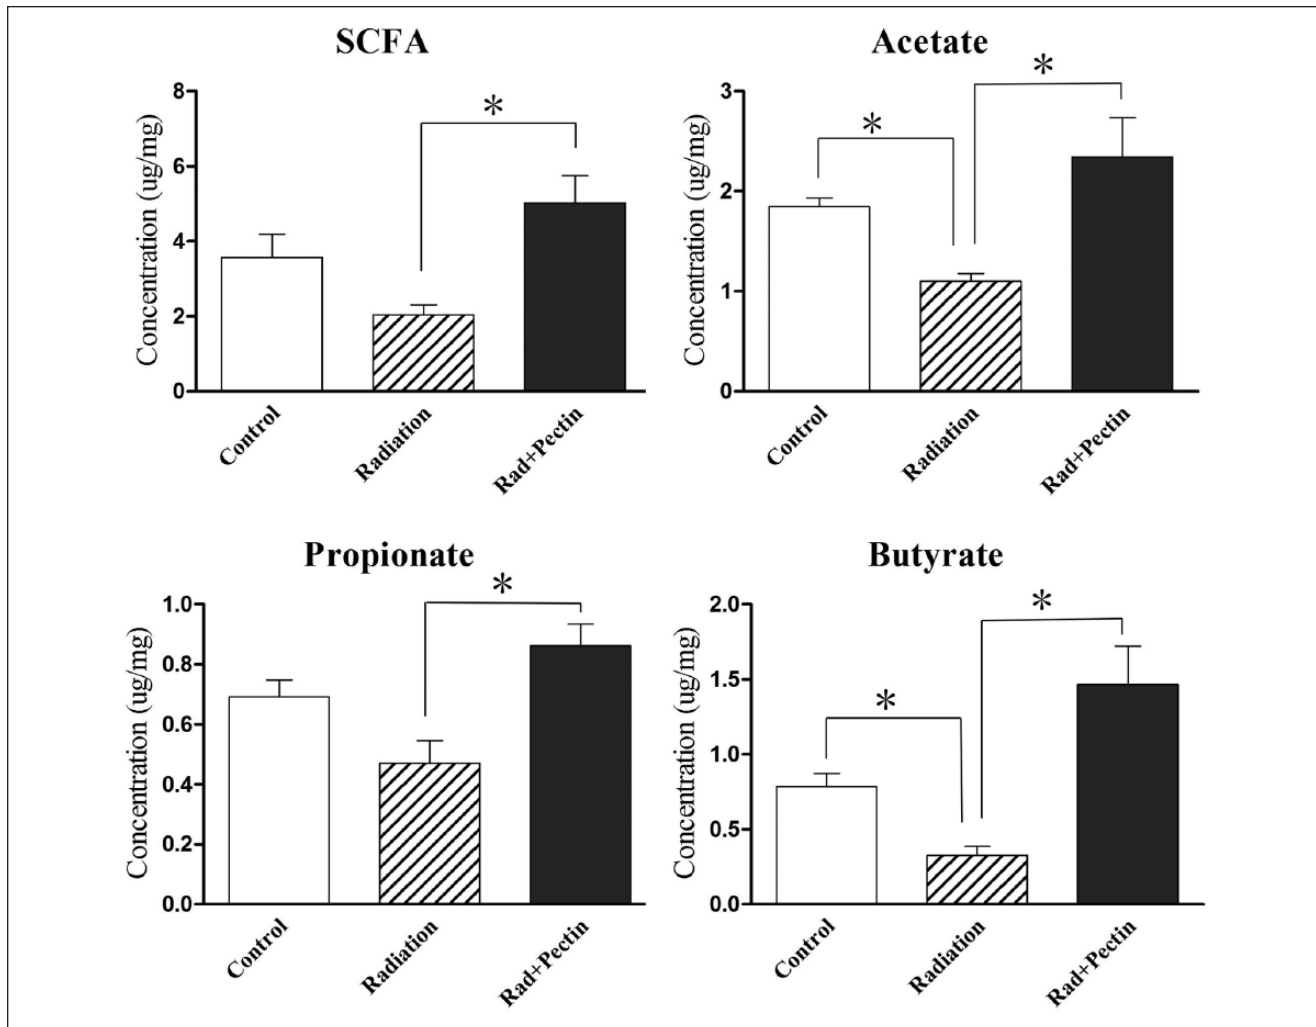 SCFA
Concentration (ug/mg)
8
6
4
2
0
*
Control
Radiation
Rad+Pectin
Acetate
Concentration (ug/mg)
3
2
1
0
*
*
Control
Radiation
Rad+Pectin
Propionate
Concentration (ug/mg)
1.0
0.8
0.6
0.4
0.2
0.0
*
Control
Radiation
Rad+Pectin
Butyrate
Concentration (ug/mg)
2.0
1.5
1.0
0.5
0.0
*
*
Control
Radiation
Rad+Pectin